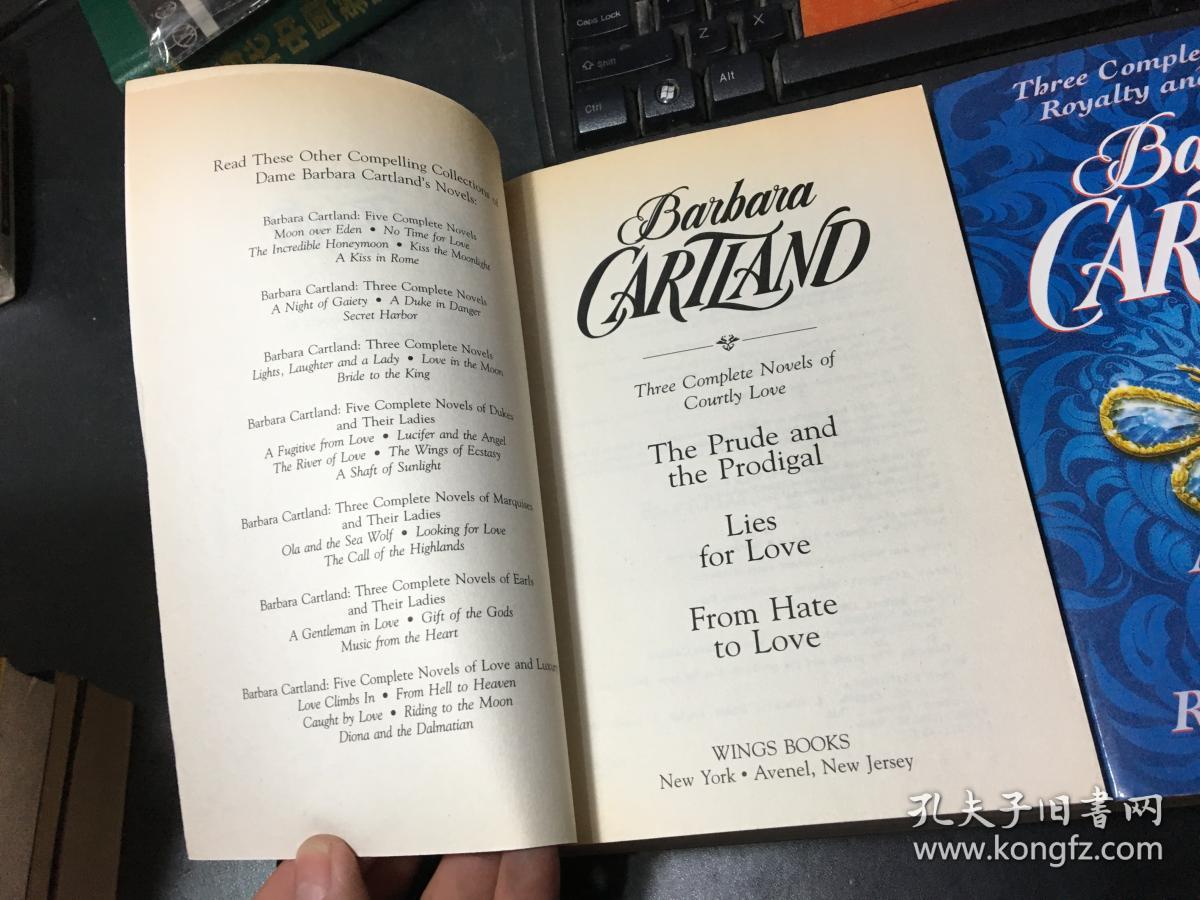 Read These Other Compelling Collections of
Dame Barbara Cartland's Novels:
Barbara Cartland: Five Complete Novels
Moon over Eden • No Time for Love
The Incredible Honeymoon • Kiss the Moonlight
A Kiss in Rome
Barbara Cartland: Three Complete Novels
A Night of Gaiety • A Duke in Danger
Secret Harbor
Barbara Cartland: Three Complete Novels
Lights, Laughter and a Lady • Love in the Moon
Bride to the King
Barbara Cartland: Five Complete Novels of Dukes
and Their Ladies
A Fugitive from Love • Lucifer and the Angel
The River of Love • The Wings of Ecstasy
A Shaft of Sunlight
Barbara Cartland: Three Complete Novels of Marquises
and Their Ladies
Ola and the Sea Wolf • Looking for Love
The Call of the Highlands
Barbara Cartland: Three Complete Novels of Earls
and Their Ladies
A Gentleman in Love • Gift of the Gods
Music from the Heart
Barbara Cartland: Five Complete Novels of Love and Luxury
Love Climbs In • From Hell to Heaven
Caught by Love • Riding to the Moon
Diona and the Dalmatian
Barbara
CARTLAND
Three Complete Novels of
Courtly Love
The Prude and
the Prodigal
Lies
for Love
From Hate
to Love
WINGS BOOKS
New York • Avenel, New Jersey
Three Comple
Royalty and
Ba
CAR
R
Caps Lock
Shift
Z
X
Ctrl
Alt
孔夫子旧书网
www.kongfz.com